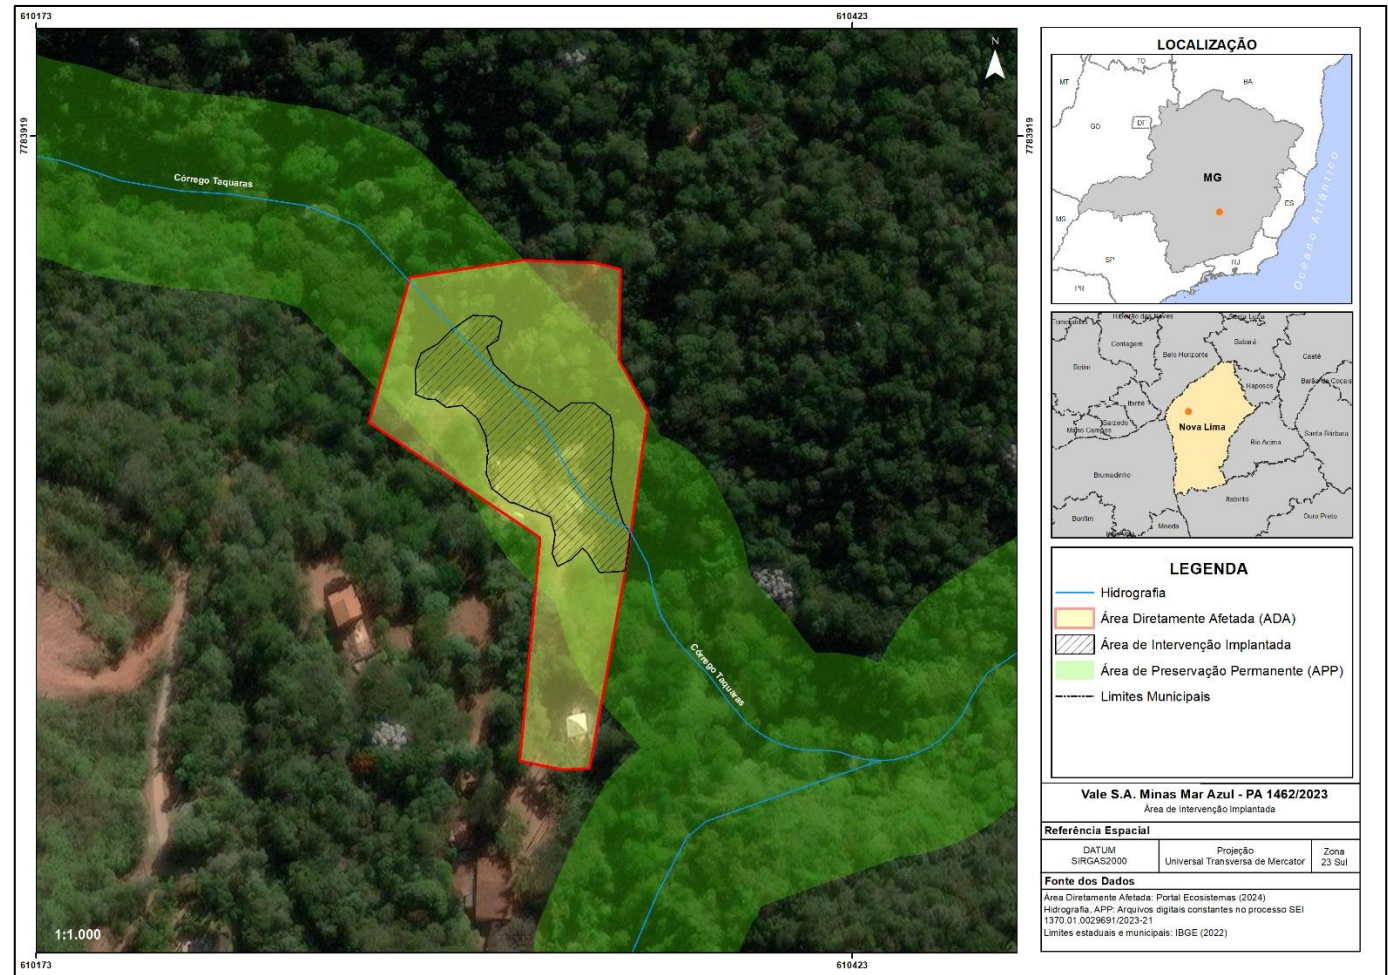 610173
610423
7783919
7783919
N
Córrego Taquaras
Córrego Taquaras
1:1.000
610173
610423
LOCALIZAÇÃO
TO
MT
BA
GO
DF
MG
MS
ES
SP
RJ
PR
Oceano Atlântico
Ribeirão das Neves
Santa Luzia
Esmeraldas
Contagem
Belo Horizonte
Sabará
Caeté
Betim
Raposos
Barão de Cocais
Ibirité
Sarzedo
Mário Campos
Nova Lima
Rio Acima
Santa Bárbara
Brumadinho
Itabirito
Bonfim
Moeda
Ouro Preto
LEGENDA
Hidrografia
Área Diretamente Afetada (ADA)
Área de Intervenção Implantada
Área de Preservação Permanente (APP)
Limites Municipais
Vale S.A. Minas Mar Azul - PA 1462/2023
Área de Intervenção Implantada
Referência Espacial
DATUM
SIRGAS2000
Projeção
Universal Transversa de Mercator
Zona
23 Sul
Fonte dos Dados
Área Diretamente Afetada: Portal Ecosistemas (2024)
Hidrografia, APP: Arquivos digitais constantes no processo SEI
1370.01.0029691/2023-21
Limites estaduais e municipais: IBGE (2022)